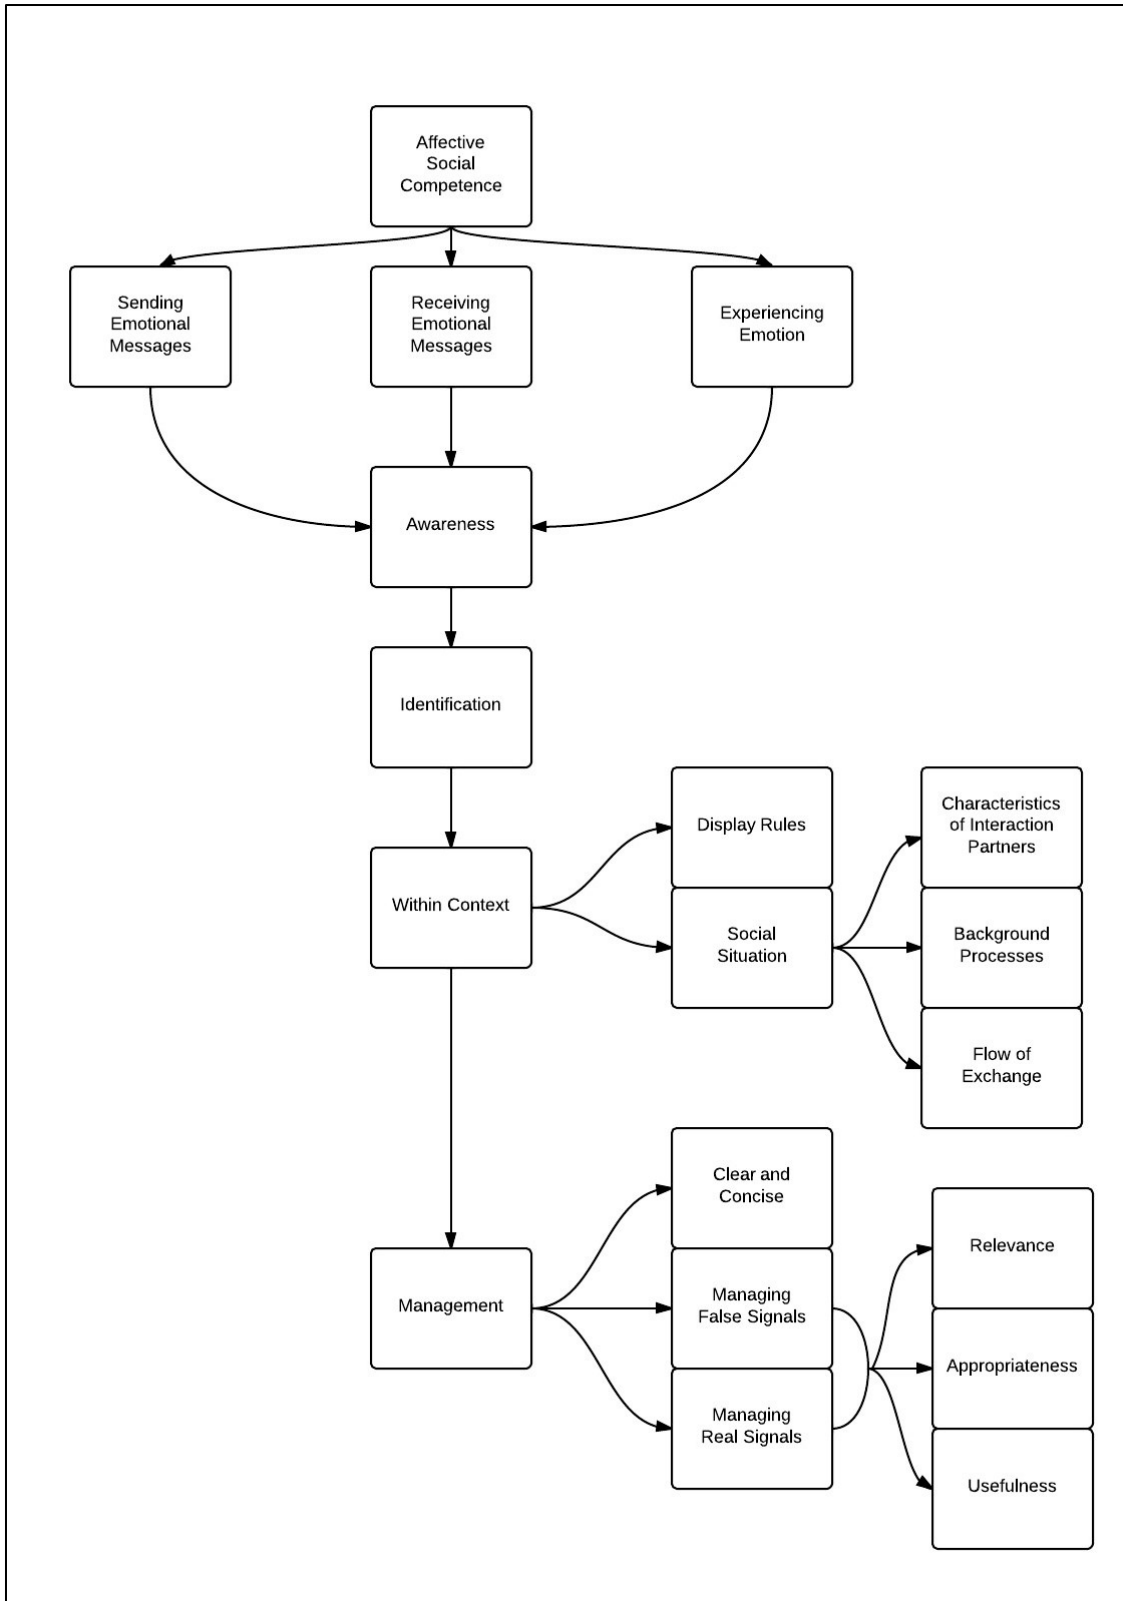 Affective
Social
Competence
Sending
Emotional
Messages
Receiving
Emotional
Messages
Experiencing
Emotion
Awareness
Identification
Within Context
Display Rules
Social
Situation
Characteristics
of Interaction
Partners
Background
Processes
Flow of
Exchange
Management
Clear and
Concise
Managing
False Signals
Managing
Real Signals
Relevance
Appropriateness
Usefulness